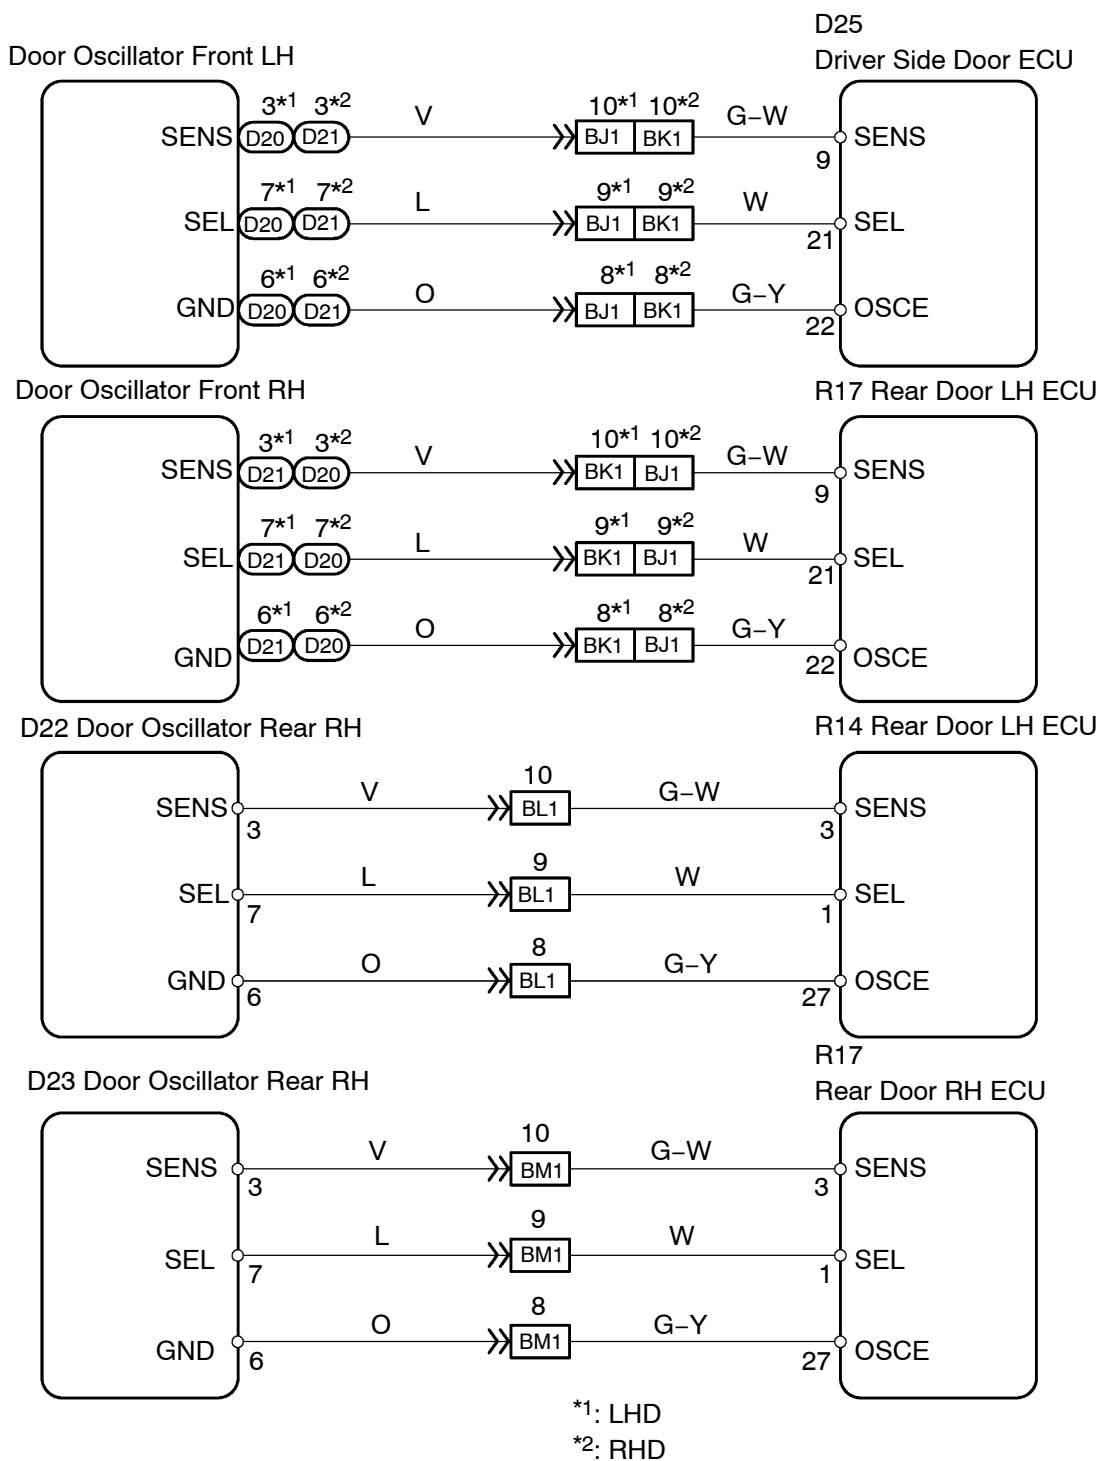 D25
Door Oscillator Front LH
Driver Side Door ECU
3*1 3*2 V 10*1 10*2 G–W
SENS D20 D21 BJ1 BK1 SENS
9
7*1 7*2 L 9*1 9*2 W
SEL D20 D21 BJ1 BK1 SEL
21
6*1 6*2 O 8*1 8*2 G–Y
GND D20 D21 BJ1 BK1 OSCE
22
Door Oscillator Front RH R17 Rear Door LH ECU
3*1 3*2 V 10*1 10*2 G–W
SENS D21 D20 BK1 BJ1 SENS
9
7*1 7*2 L 9*1 9*2 W
SEL D21 D20 BK1 BJ1 SEL
21
6*1 6*2 O 8*1 8*2 G–Y
GND D21 D20 BK1 BJ1 OSCE
22
D22 Door Oscillator Rear RH R14 Rear Door LH ECU
V 10 G–W
SENS BL1 SENS
3 3
L 9 W
SEL BL1 SEL
7 1
O 8 G–Y
GND BL1 OSCE
6 27
R17
D23 Door Oscillator Rear RH
Rear Door RH ECU
V 10 G–W
SENS BM1 SENS
3 3
L 9 W
SEL BM1 SEL
7 1
O 8 G–Y
GND BM1 OSCE
6 27
*1: LHD
*2: RHD